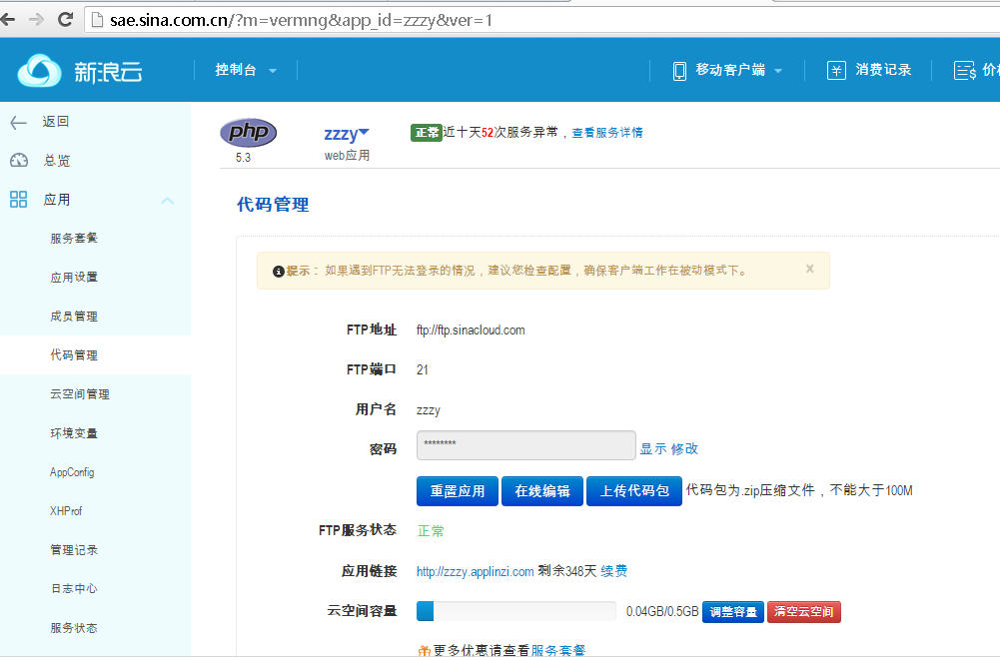 sae.sina.com.cn/?m=vermng&app_id=zzzy&ver=1
新浪云 控制台 移动客户端 消费记录 价
返回
总览
应用
服务套餐
应用设置
成员管理
代码管理
云空间管理
环境变量
AppConfig
XHProf
管理记录
日志中心
服务状态
php
5.3
zzzy
web应用
正常近十天52次服务异常，查看服务详情
代码管理
提示：如果遇到FTP无法登录的情况，建议您检查配置，确保客户端工作在被动模式下。 ×
FTP地址 ftp://ftp.sinacloud.com
FTP端口 21
用户名 zzzy
密码 ******** 显示 修改
重置应用 在线编辑 上传代码包 代码包为.zip压缩文件，不能大于100M
FTP服务状态 正常
应用链接 http://zzzy.applinzi.com 剩余348天 续费
云空间容量 0.04GB/0.5GB 调整容量 清空云空间
更多优惠请查看服务套餐